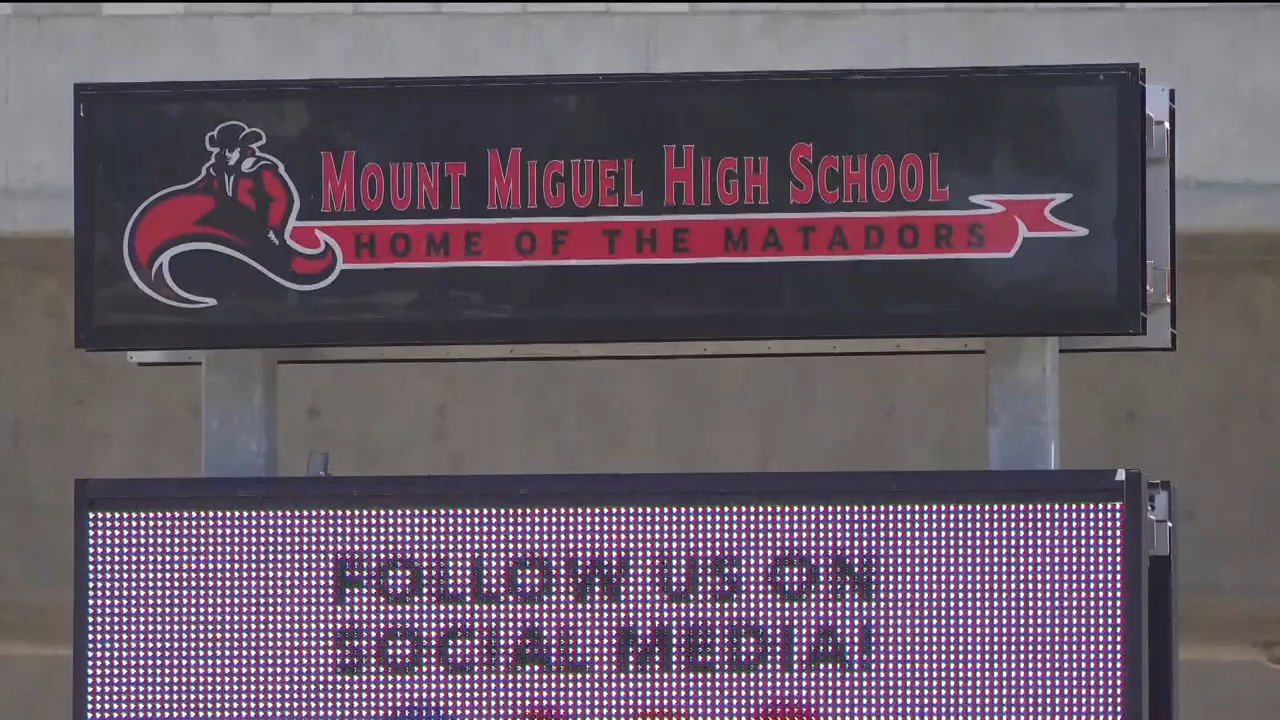 MOUNT MIGUEL HIGH SCHOOL
HOME OF THE MATADORS
FOLLOW US ON
SOCIAL MEDIA!